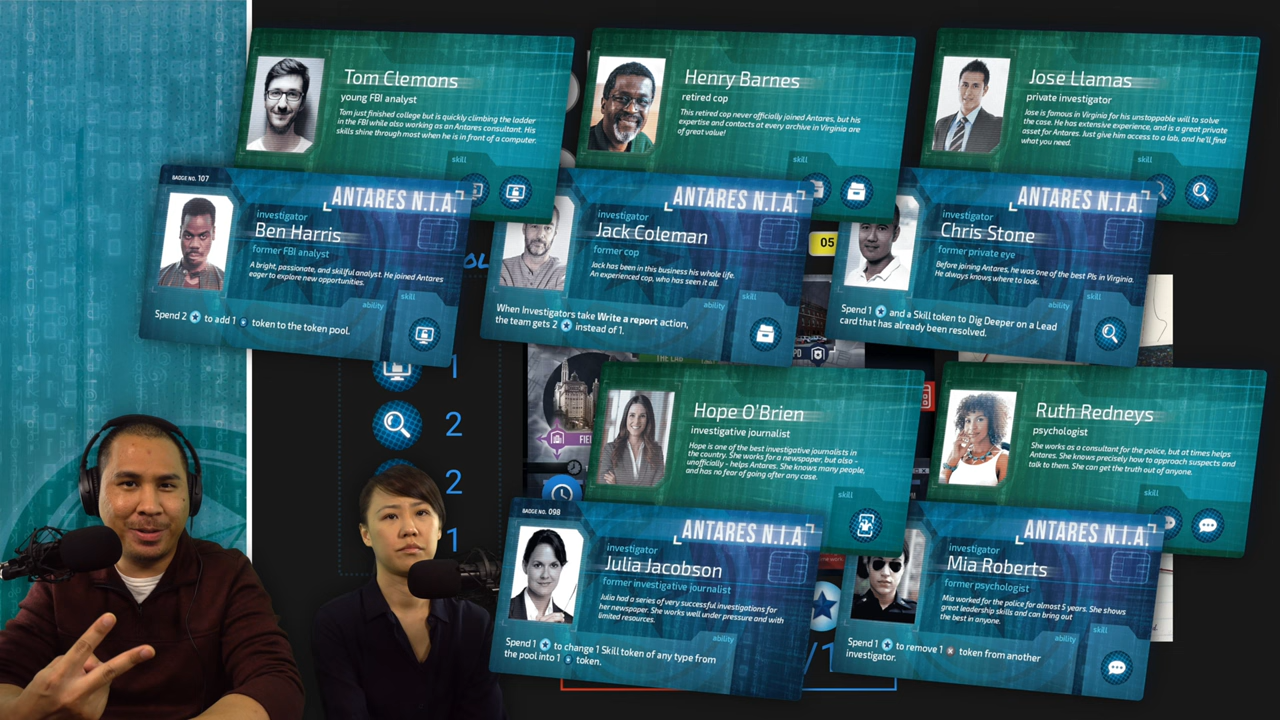 Tom Clemons
young FBI analyst
Tom just finished college but is quickly climbing the ladder
in the FBI while also working as an Antares consultant. His
skills shine through most when he is in front of a computer.
skill
Henry Barnes
retired cop
This retired cop never officially joined Antares, but his
expertise and contacts at every archive in Virginia are
of great value!
skill
Jose Llamas
private investigator
Jose is famous in Virginia for his unstoppable will to solve
the case. He has extensive experience, and is a great private
asset for Antares. Just give him access to a lab, and he'll find
what you need.
skill
BADGE NO. 107
ANTARES N.I.A.
investigator
Ben Harris
former FBI analyst
A bright, passionate, and skillful analyst. He joined Antares
eager to explore new opportunities.
ability
skill
Spend 2 to add 1 token to the token pool.
ANTARES N.I.A.
investigator
Jack Coleman
former cop
Jack has been in this business his whole life.
An experienced cop, who has seen it all.
ability
skill
When Investigators take Write a report action,
the team gets 2 instead of 1.
05
ANTARES N.I.A.
investigator
Chris Stone
former private eye
Before joining Antares, he was one of the best PIs in Virginia.
He always knows where to look.
ability
skill
Spend 1 and a Skill token to Dig Deeper on a Lead
card that has already been resolved.
1
2
2
1
THE LAB
FIE
Hope O'Brien
investigative journalist
Hope is one of the best investigative journalists in
the country. She works for a newspaper, but also -
unofficially - helps Antares. She knows many people,
and has no fear of going after any case.
skill
Ruth Redneys
psychologist
She works as a consultant for the police, but at times helps
us. She knows precisely how to approach suspects and
talk to them. She can get the truth out of anyone.
skill
BADGE NO. 098
ANTARES N.I.A.
investigator
Julia Jacobson
former investigative journalist
Julia had a series of very successful investigations for
her newspaper. She works well under pressure and with
limited resources.
ability
Spend 1 to change 1 Skill token of any type from
the pool into 1 token.
ANTARES N.I.A.
investigator
Mia Roberts
former psychologist
Mia worked for the police for almost 5 years. She shows
great leadership skills and can bring out
the best in anyone.
ability
skill
Spend 1 to remove 1 token from another
investigator.